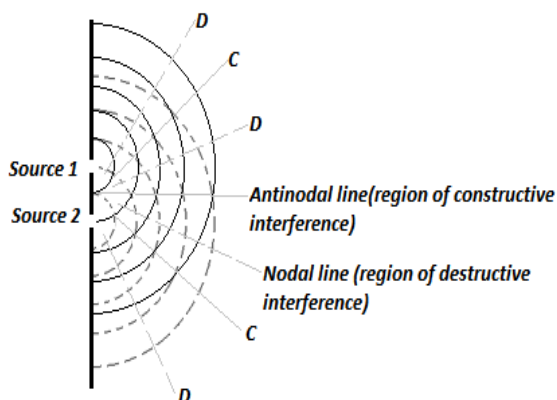 D
C
D
Source 1
Antinodal line(region of constructive
interference)
Source 2
Nodal line (region of destructive
interference)
C
D